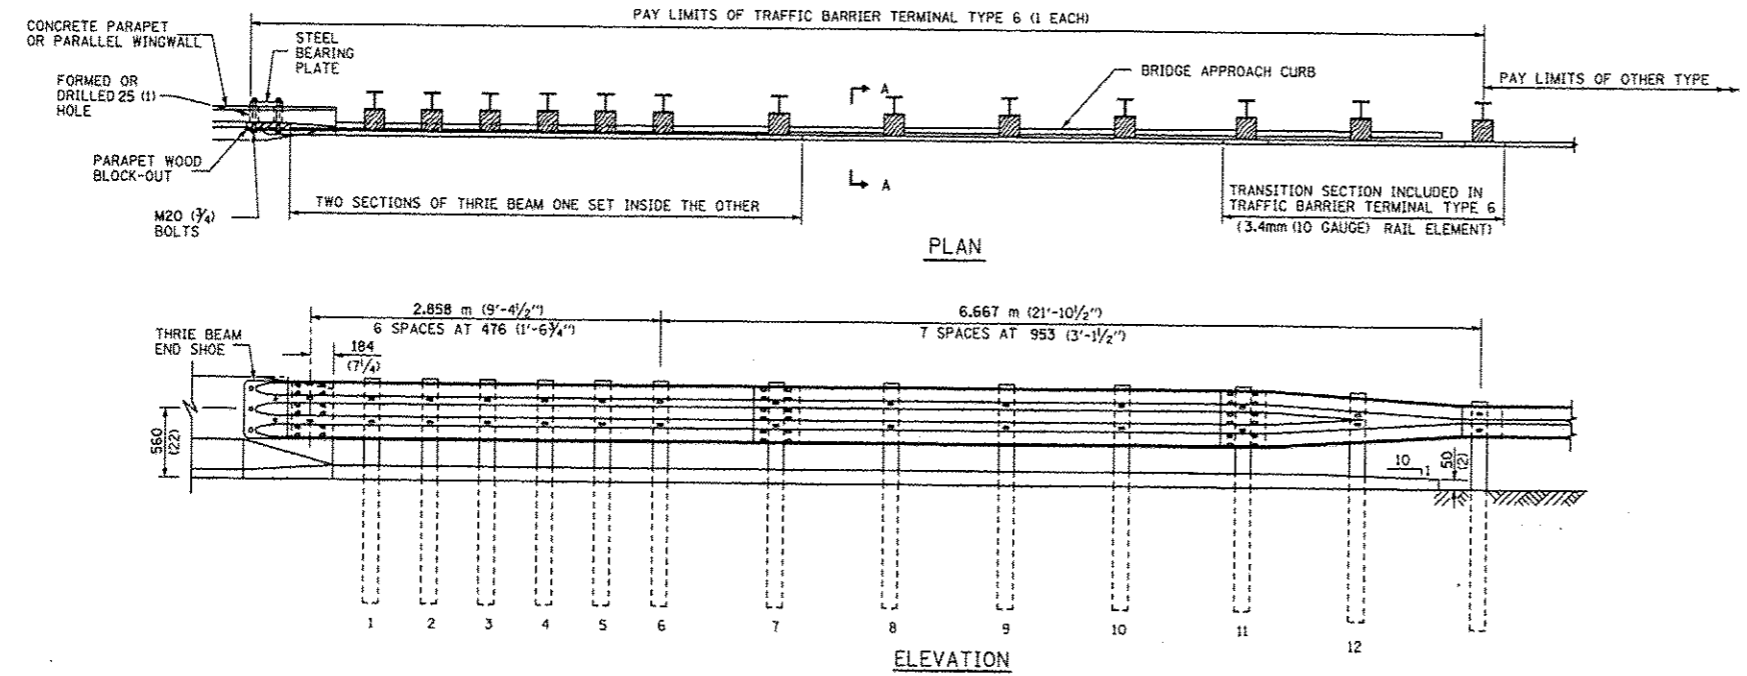 PAY LIMITS OF TRAFFIC BARRIER TERMINAL TYPE 6 (1 EACH)
CONCRETE PARAPET
OR PARALLEL WINGWALL
STEEL
BEARING
PLATE
FORMED OR
DRILLED 25 (1)
HOLE
A
BRIDGE APPROACH CURB
PAY LIMITS OF OTHER TYPE
PARAPET WOOD
BLOCK-OUT
A
M20 (3/4)
BOLTS
TWO SECTIONS OF THRIE BEAM ONE SET INSIDE THE OTHER
TRANSITION SECTION INCLUDED IN
TRAFFIC BARRIER TERMINAL TYPE 6
(3.4mm (10 GAUGE) RAIL ELEMENT)
PLAN
THRIE BEAM
END SHOE
2.858 m (9'-4 1/2")
6 SPACES AT 476 (1'-6 3/4")
6.667 m (21'-10 1/2")
7 SPACES AT 953 (3'-1 1/2")
184
(7 1/4)
560
(22)
10
1
50
(2)
1 2 3 4 5 6 7 8 9 10 11 12
ELEVATION